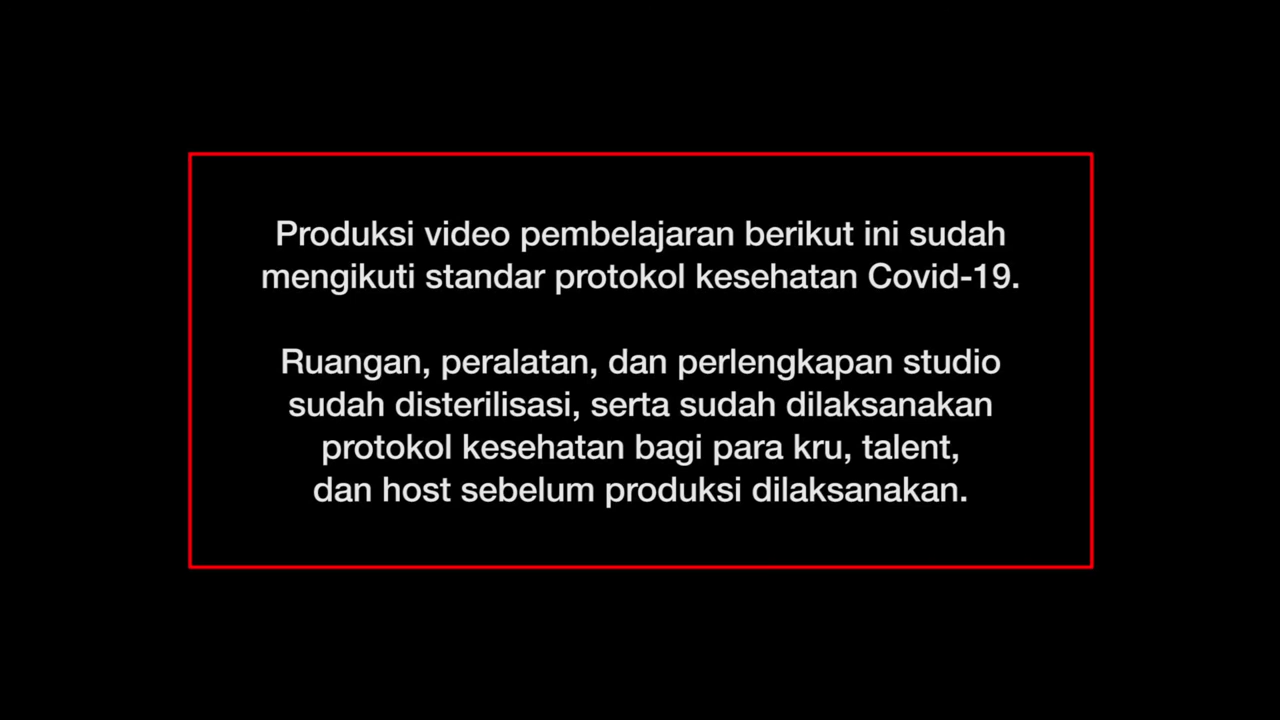 Produksi video pembelajaran berikut ini sudah
mengikuti standar protokol kesehatan Covid-19.
Ruangan, peralatan, dan perlengkapan studio
sudah disterilisasi, serta sudah dilaksanakan
protokol kesehatan bagi para kru, talent,
dan host sebelum produksi dilaksanakan.